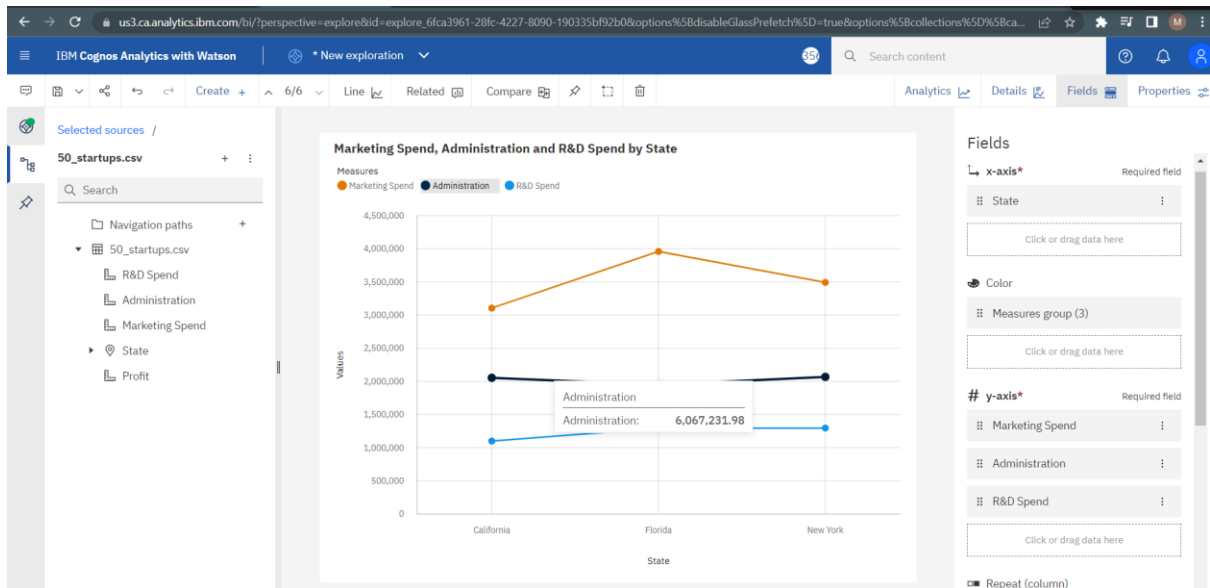 us3.ca.analytics.ibm.com/bi/?perspective=explore&id=explore_6fca3961-28fc-4227-8090-190335bf92b0&options%5BdisableGlassPrefetch%5D=true&options%5Bcollections%5D%5Bca...
M
IBM Cognos Analytics with Watson
* New exploration
Search content
Create +
6/6
Line
Related
Compare
Analytics
Details
Fields
Properties
Selected sources /
50_startups.csv
Search
Navigation paths
50_startups.csv
R&D Spend
Administration
Marketing Spend
State
Profit
Marketing Spend, Administration and R&D Spend by State
Measures
Marketing Spend Administration R&D Spend
4,500,000
4,000,000
3,500,000
3,000,000
2,500,000
2,000,000
1,500,000
1,000,000
500,000
0
Values
Administration
Administration: 6,067,231.98
California Florida New York
State
Fields
x-axis* Required field
State
Click or drag data here
Color
Measures group (3)
Click or drag data here
# y-axis* Required field
Marketing Spend
Administration
R&D Spend
Click or drag data here
Repeat (column)